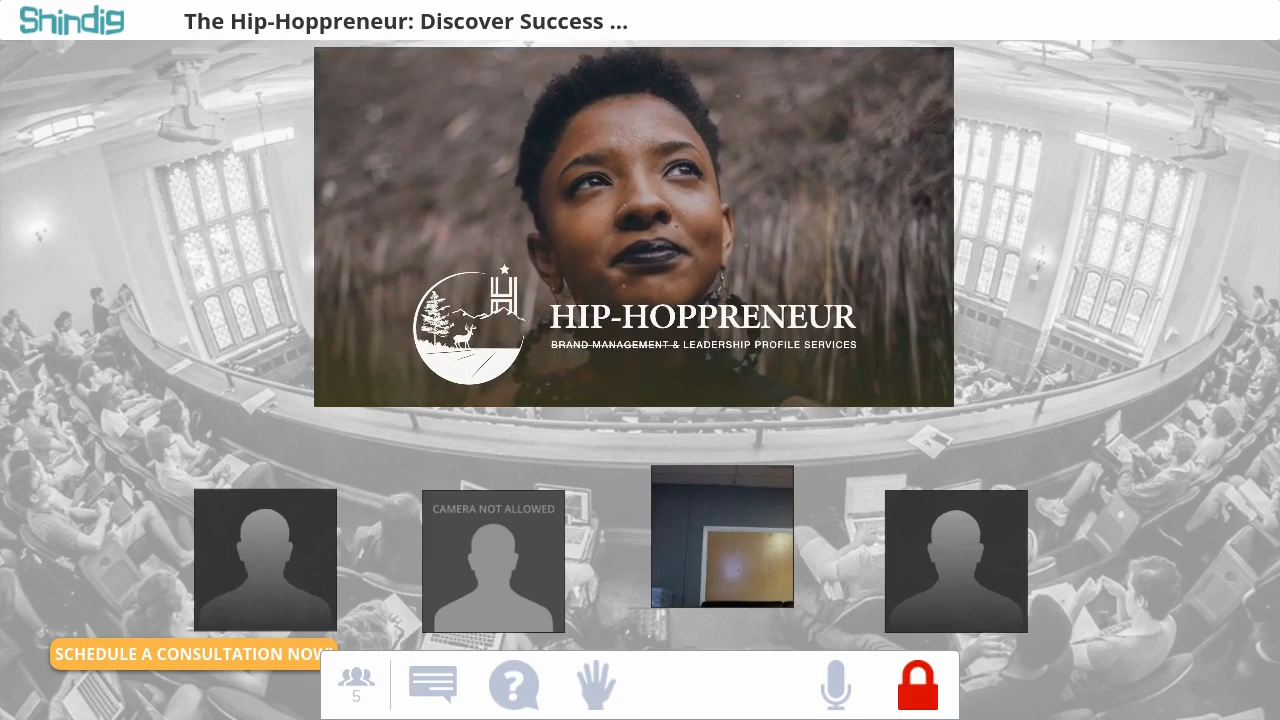 Shindig
The Hip-Hoppreneur: Discover Success ...
HIP-HOPPRENEUR
BRAND MANAGEMENT & LEADERSHIP PROFILE SERVICES
CAMERA NOT ALLOWED
SCHEDULE A CONSULTATION NOW!
5